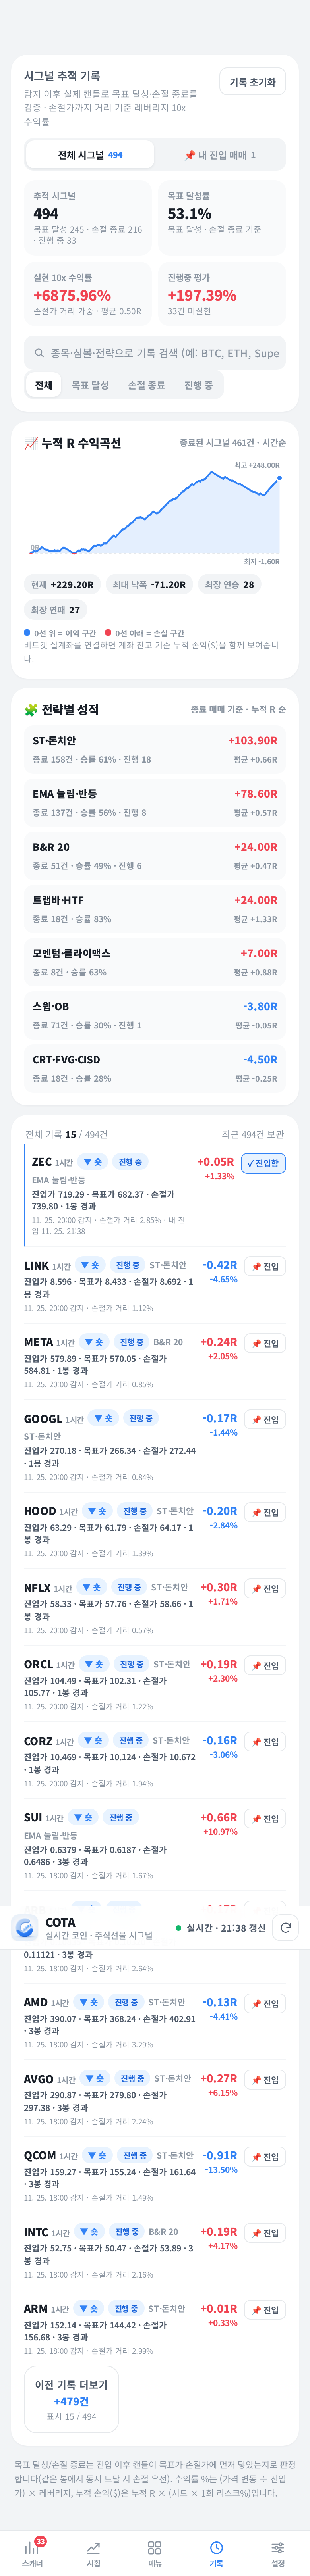 시그널 추적 기록
기록 초기화
탐지 이후 실제 캔들로 목표 달성·손절 종료를
검증 · 손절가까지 거리 기준 레버리지 10x
수익률
전체 시그널 494
📌 내 진입 매매 1
추적 시그널
494
목표 달성 245 · 손절 종료 216
· 진행 중 33
목표 달성률
53.1%
목표 달성 · 손절 종료 기준
실현 10x 수익률
+6875.96%
손절가 거리 가중 · 평균 0.50R
진행중 평가
+197.39%
33건 미실현
종목·심볼·전략으로 기록 검색 (예: BTC, ETH, Supe
전체
목표 달성
손절 종료
진행 중
📈 누적 R 수익곡선
종료된 시그널 461건 · 시간순
최고 +248.00R
0R
최저 -1.60R
현재 +229.20R
최대 낙폭 -71.20R
최장 연승 28
최장 연패 27
0선 위 = 이익 구간
0선 아래 = 손실 구간
비트겟 실계좌를 연결하면 계좌 잔고 기준 누적 손익($)을 함께 보여줍니
다.
🧩 전략별 성적
종료 매매 기준 · 누적 R 순
ST·돈치안
+103.90R
종료 158건 · 승률 61% · 진행 18
평균 +0.66R
EMA 눌림·반등
+78.60R
종료 137건 · 승률 56% · 진행 8
평균 +0.57R
B&R 20
+24.00R
종료 51건 · 승률 49% · 진행 6
평균 +0.47R
트랩바·HTF
+24.00R
종료 18건 · 승률 83%
평균 +1.33R
모멘텀·클라이맥스
+7.00R
종료 8건 · 승률 63%
평균 +0.88R
스윕·OB
-3.80R
종료 71건 · 승률 30% · 진행 1
평균 -0.05R
CRT·FVG·CISD
-4.50R
종료 18건 · 승률 28%
평균 -0.25R
전체 기록 15 / 494건
최근 494건 보관
ZEC 1시간 ▼ 숏 진행 중
+0.05R
✓ 진입함
EMA 눌림·반등
+1.33%
진입가 719.29 · 목표가 682.37 · 손절가
739.80 · 1봉 경과
11. 25. 20:00 감지 · 손절가 거리 2.85% · 내 진
입 11. 25. 21:38
LINK 1시간 ▼ 숏 진행 중 ST·돈치안
-0.42R
📌 진입
진입가 8.596 · 목표가 8.433 · 손절가 8.692 · 1
봉 경과
-4.65%
11. 25. 20:00 감지 · 손절가 거리 1.12%
META 1시간 ▼ 숏 진행 중 B&R 20
+0.24R
📌 진입
진입가 579.89 · 목표가 570.05 · 손절가
584.81 · 1봉 경과
+2.05%
11. 25. 20:00 감지 · 손절가 거리 0.85%
GOOGL 1시간 ▼ 숏 진행 중
-0.17R
📌 진입
ST·돈치안
-1.44%
진입가 270.18 · 목표가 266.34 · 손절가 272.44
· 1봉 경과
11. 25. 20:00 감지 · 손절가 거리 0.84%
HOOD 1시간 ▼ 숏 진행 중 ST·돈치안
-0.20R
📌 진입
진입가 63.29 · 목표가 61.79 · 손절가 64.17 · 1
봉 경과
-2.84%
11. 25. 20:00 감지 · 손절가 거리 1.39%
NFLX 1시간 ▼ 숏 진행 중 ST·돈치안
+0.30R
📌 진입
진입가 58.33 · 목표가 57.76 · 손절가 58.66 · 1
봉 경과
+1.71%
11. 25. 20:00 감지 · 손절가 거리 0.57%
ORCL 1시간 ▼ 숏 진행 중 ST·돈치안
+0.19R
📌 진입
진입가 104.49 · 목표가 102.31 · 손절가
105.77 · 1봉 경과
+2.30%
11. 25. 20:00 감지 · 손절가 거리 1.22%
CORZ 1시간 ▼ 숏 진행 중 ST·돈치안
-0.16R
📌 진입
진입가 10.469 · 목표가 10.124 · 손절가 10.672
· 1봉 경과
-3.06%
11. 25. 20:00 감지 · 손절가 거리 1.94%
SUI 1시간 ▼ 숏 진행 중
+0.66R
📌 진입
EMA 눌림·반등
+10.97%
진입가 0.6379 · 목표가 0.6187 · 손절가
0.6486 · 3봉 경과
11. 25. 18:00 감지 · 손절가 거리 1.67%
COTA
실시간 코인 · 주식선물 시그널
실시간 · 21:38 갱신
0.11121 · 3봉 경과
11. 25. 18:00 감지 · 손절가 거리 2.64%
AMD 1시간 ▼ 숏 진행 중 ST·돈치안
-0.13R
📌 진입
진입가 390.07 · 목표가 368.24 · 손절가 402.91
· 3봉 경과
-4.41%
11. 25. 18:00 감지 · 손절가 거리 3.29%
AVGO 1시간 ▼ 숏 진행 중 ST·돈치안
+0.27R
📌 진입
진입가 290.87 · 목표가 279.80 · 손절가
297.38 · 3봉 경과
+6.15%
11. 25. 18:00 감지 · 손절가 거리 2.24%
QCOM 1시간 ▼ 숏 진행 중 ST·돈치안
-0.91R
📌 진입
진입가 159.27 · 목표가 155.24 · 손절가 161.64
· 3봉 경과
-13.50%
11. 25. 18:00 감지 · 손절가 거리 1.49%
INTC 1시간 ▼ 숏 진행 중 B&R 20
+0.19R
📌 진입
진입가 52.75 · 목표가 50.47 · 손절가 53.89 · 3
봉 경과
+4.17%
11. 25. 18:00 감지 · 손절가 거리 2.16%
ARM 1시간 ▼ 숏 진행 중 ST·돈치안
+0.01R
📌 진입
진입가 152.14 · 목표가 144.42 · 손절가
156.68 · 3봉 경과
+0.33%
11. 25. 18:00 감지 · 손절가 거리 2.99%
이전 기록 더보기
+479건
표시 15 / 494
목표 달성/손절 종료는 진입 이후 캔들이 목표가·손절가에 먼저 닿았는지로 판정
합니다(같은 봉에서 동시 도달 시 손절 우선). 수익률 %는 (가격 변동 ÷ 진입
가) × 레버리지, 누적 손익($)은 누적 R × (시드 × 1회 리스크%)입니다.
33
스캐너
시황
메뉴
기록
설정